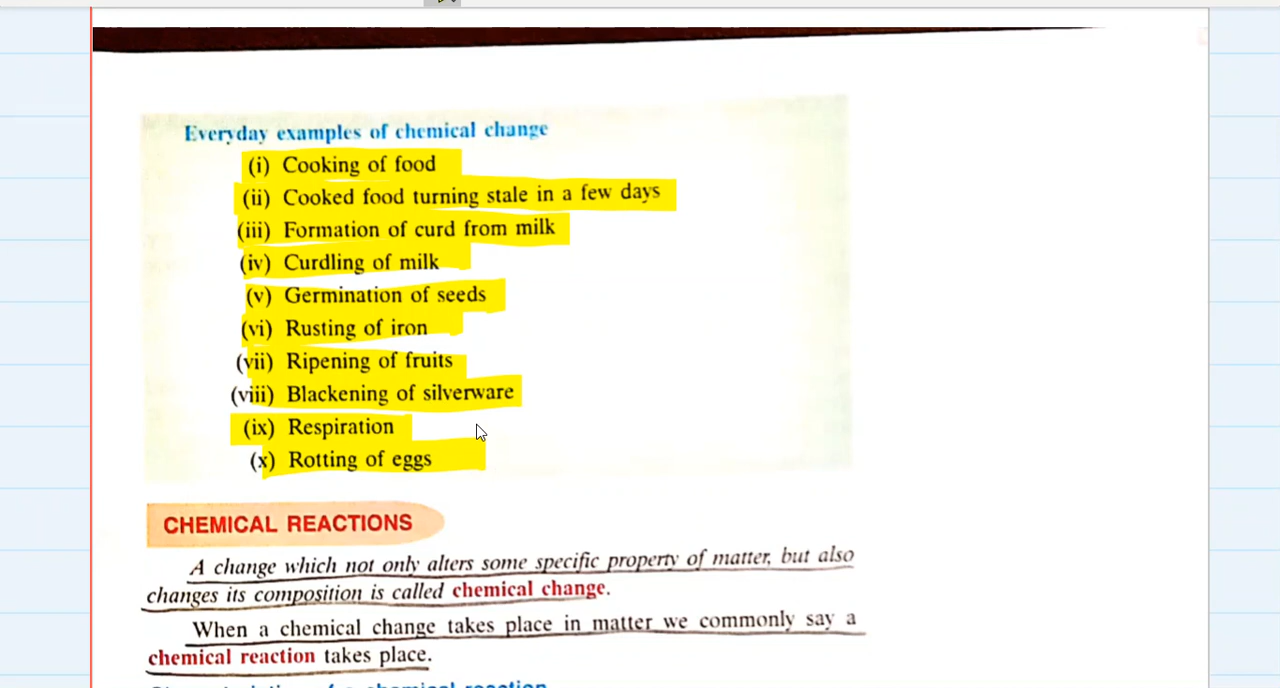 Everyday examples of chemical change
(i) Cooking of food
(ii) Cooked food turning stale in a few days
(iii) Formation of curd from milk
(iv) Curdling of milk
(v) Germination of seeds
(vi) Rusting of iron
(vii) Ripening of fruits
(viii) Blackening of silverware
(ix) Respiration
(x) Rotting of eggs
CHEMICAL REACTIONS
A change which not only alters some specific property of matter, but also
changes its composition is called chemical change.
When a chemical change takes place in matter we commonly say a
chemical reaction takes place.